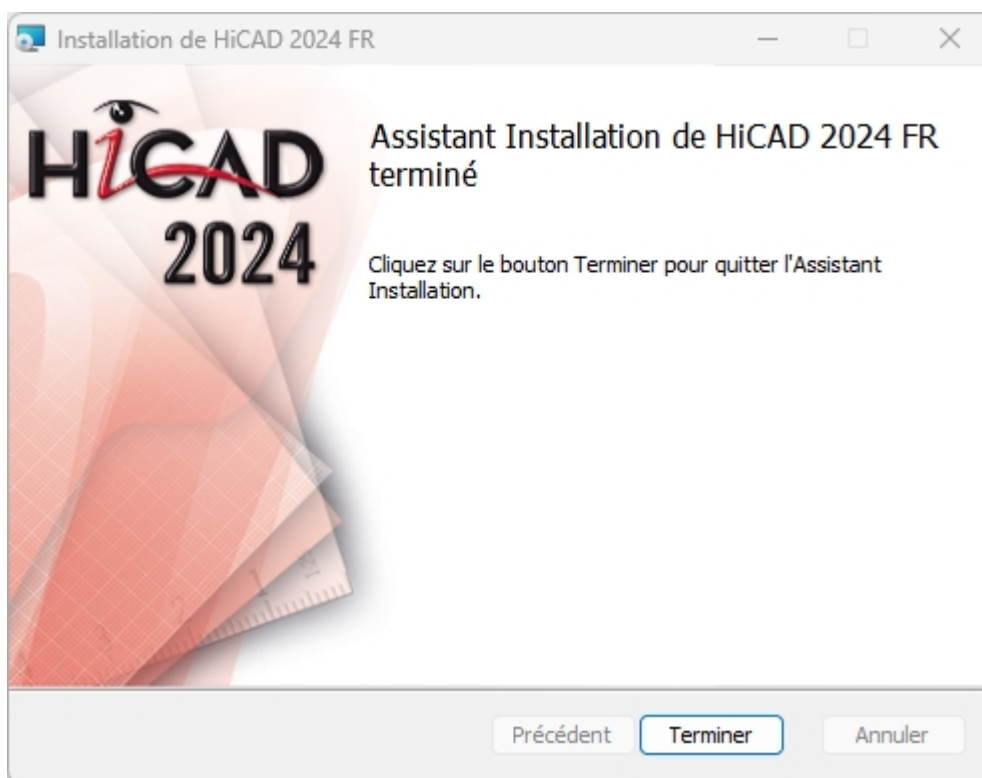 Installation de HiCAD 2024 FR
HiCAD
2024
Assistant Installation de HiCAD 2024 FR
terminé
Cliquez sur le bouton Terminer pour quitter l'Assistant
Installation.
Précédent
Terminer
Annuler